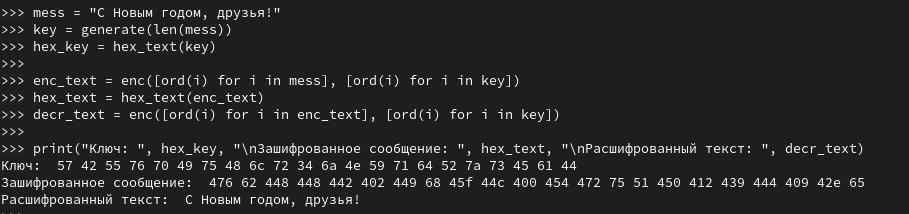 >>> mess = "С Новым годом, друзья!"
>>> key = generate(len(mess))
>>> hex_key = hex_text(key)
>>>
>>> enc_text = enc([ord(i) for i in mess], [ord(i) for i in key])
>>> hex_text = hex_text(enc_text)
>>> decr_text = enc([ord(i) for i in enc_text], [ord(i) for i in key])
>>>
>>> print("Ключ: ", hex_key, "\nЗашифрованное сообщение: ", hex_text, "\nРасшифрованный текст: ", decr_text)
Ключ:  57 42 55 76 70 49 75 48 6c 72 34 6a 4e 59 71 64 52 7a 73 45 61 44
Зашифрованное сообщение:  476 62 448 448 442 402 449 68 45f 44c 400 454 472 75 51 450 412 439 444 409 42e 65
Расшифрованный текст:  С Новым годом, друзья!